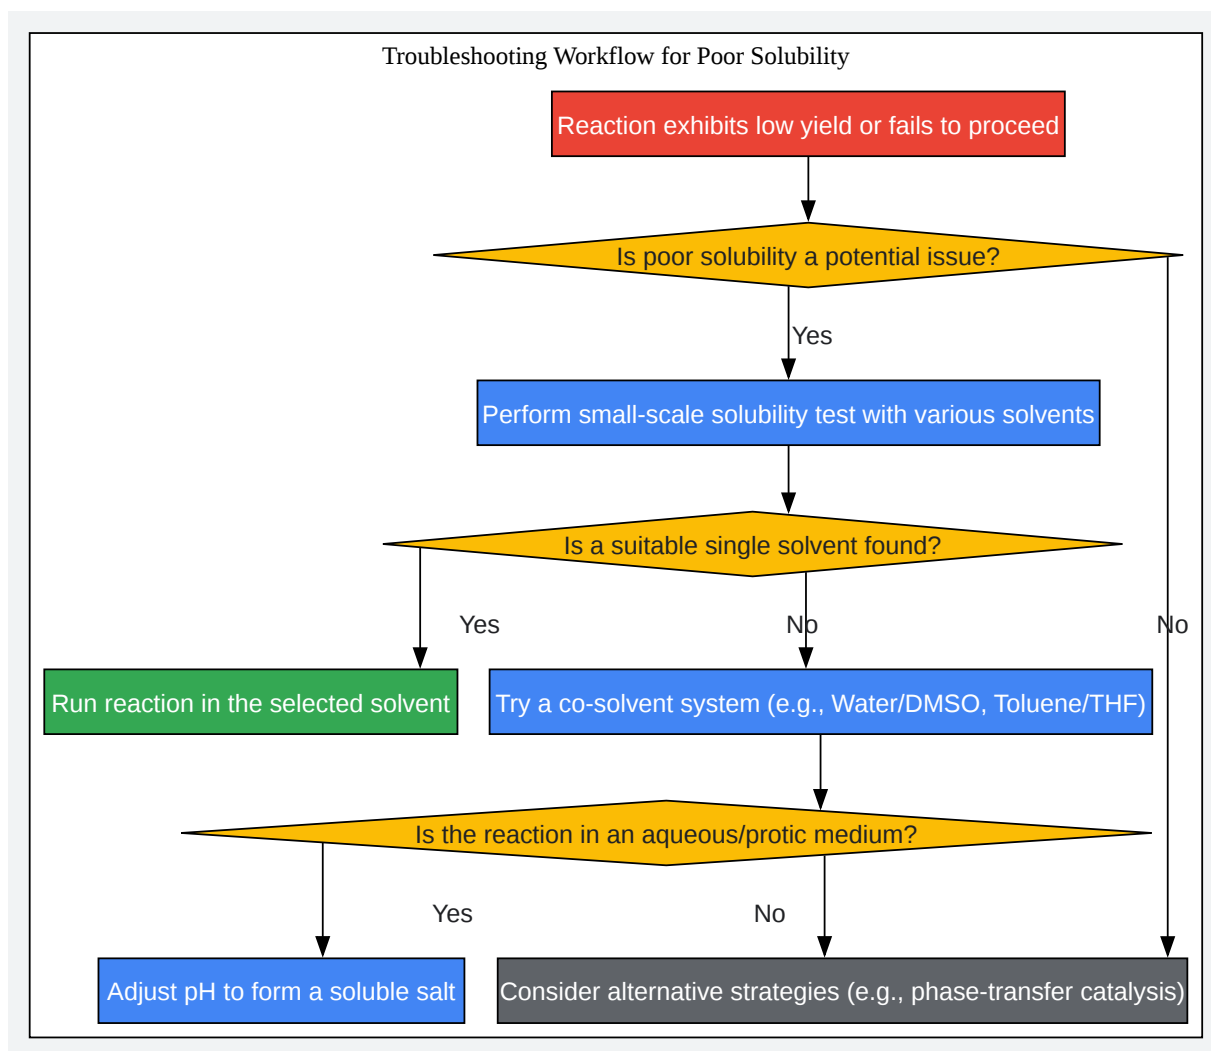 Troubleshooting Workflow for Poor Solubility
Reaction exhibits low yield or fails to proceed
Is poor solubility a potential issue?
Yes
Perform small-scale solubility test with various solvents
Is a suitable single solvent found?
Yes
No
No
Run reaction in the selected solvent
Try a co-solvent system (e.g., Water/DMSO, Toluene/THF)
Is the reaction in an aqueous/protic medium?
Yes
No
Adjust pH to form a soluble salt
Consider alternative strategies (e.g., phase-transfer catalysis)